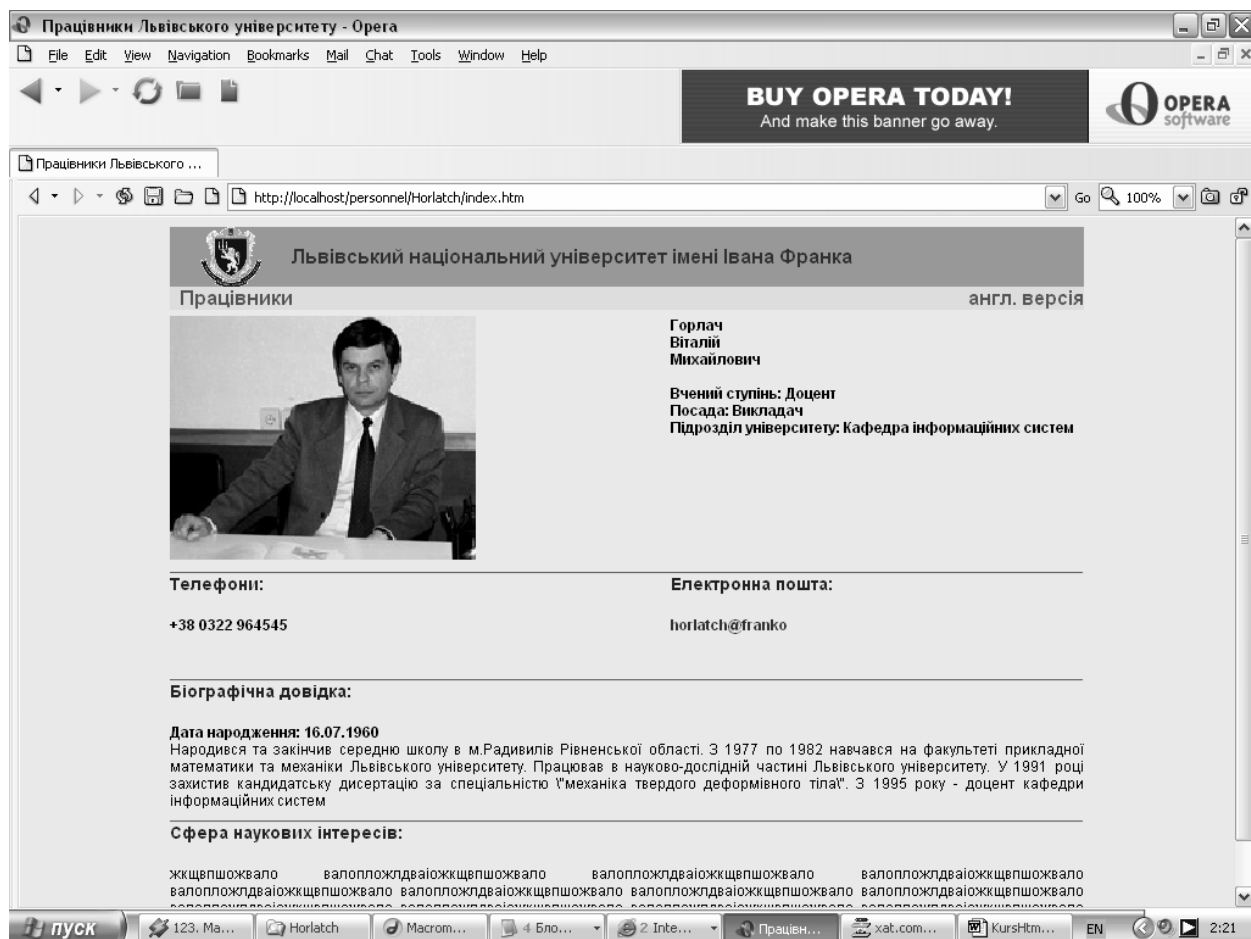 Працівники Львівського університету - Opera
File Edit View Navigation Bookmarks Mail Chat Tools Window Help
BUY OPERA TODAY!
And make this banner go away.
OPERA
software
Працівники Львівського ...
http://localhost/personnel/Horlatch/index.htm
Go
100%
Львівський національний університет імені Івана Франка
Працівники
англ. версія
Горлач
Віталій
Михайлович
Вчений ступінь: Доцент
Посада: Викладач
Підрозділ університету: Кафедра інформаційних систем
Телефони:
Електронна пошта:
+38 0322 964545
horlatch@franko
Біографічна довідка:
Дата народження: 16.07.1960
Народився та закінчив середню школу в м.Радивилів Рівненської області. З 1977 по 1982 навчався на факультеті прикладної
математики та механіки Львівського університету. Працював в науково-дослідній частині Львівського університету. У 1991 році
захистив кандидатську дисертацію за спеціальністю \"механіка твердого деформівного тіла\". З 1995 року - доцент кафедри
інформаційних систем
Сфера наукових інтересів:
жкщвпшожвало валопложлдваіожкщвпшожвало валопложлдваіожкщвпшожвало валопложлдваіожкщвпшожвало
валопложлдваіожкщвпшожвало валопложлдваіожкщвпшожвало валопложлдваіожкщвпшожвало валопложлдваіожкщвпшожвало
пуск 123. Ма... Horlatch Macrom... 4 Бло... 2 Inte... Працівн... xat.com... KursHtm... EN 2:21